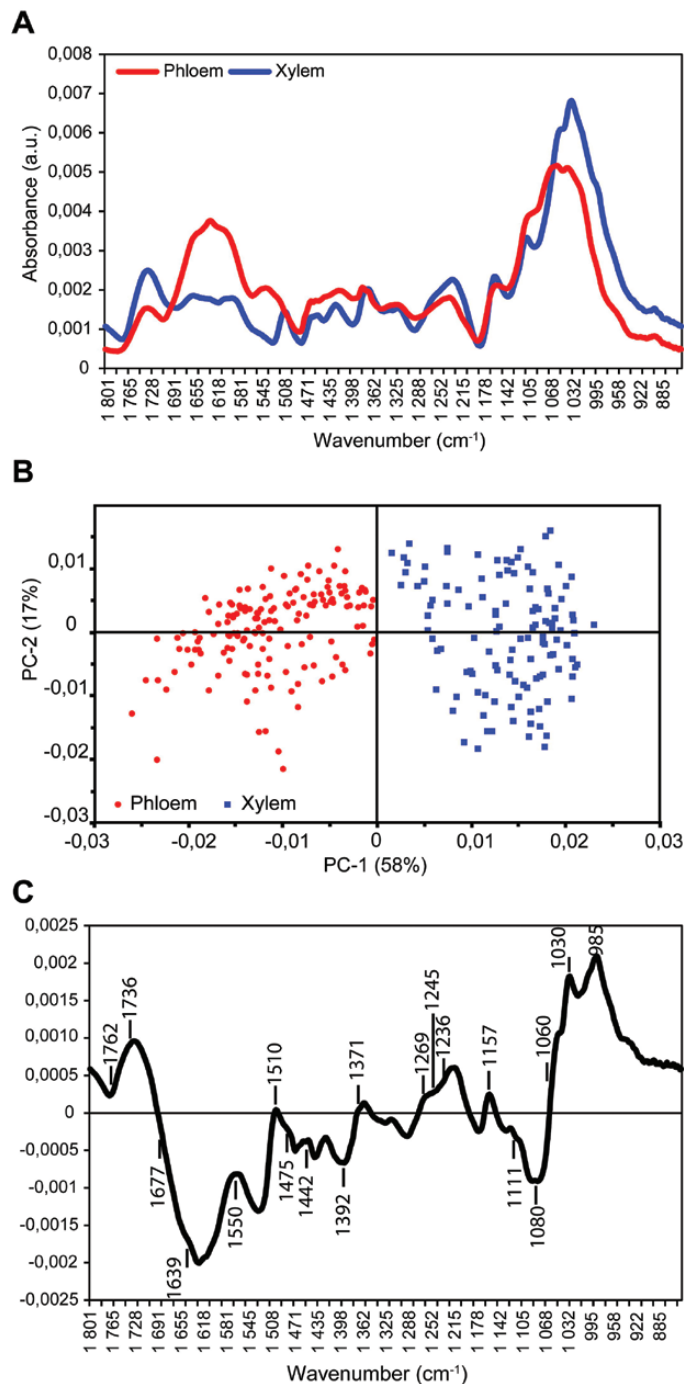 A
0,008
0,007
0,006
0,005
0,004
0,003
0,002
0,001
0
Absorbance (a.u.)
Phloem Xylem
1 801 1 765 1 728 1 691 1 655 1 618 1 581 1 545 1 508 1 471 1 435 1 398 1 362 1 325 1 288 1 252 1 215 1 178 1 142 1 105 1 068 1 032 995 958 922 885
Wavenumber (cm-1)
B
0,01
0
-0,01
-0,02
-0,03
PC-2 (17%)
Phloem Xylem
-0,03 -0,02 -0,01 0 0,01 0,02 0,03
PC-1 (58%)
C
0,0025
0,002
0,0015
0,0010
0,0005
0
-0,0005
-0,001
-0,0015
-0,002
-0,0025
1762 1736 1677 1639 1550 1510 1475 1442 1392 1371 1269 1245 1236 1157 1111 1080 1060 1030 985
1 801 1 765 1 728 1 691 1 655 1 618 1 581 1 545 1 508 1 471 1 435 1 398 1 362 1 325 1 288 1 252 1 215 1 178 1 142 1 105 1 068 1 032 995 958 922 885
Wavenumber (cm-1)